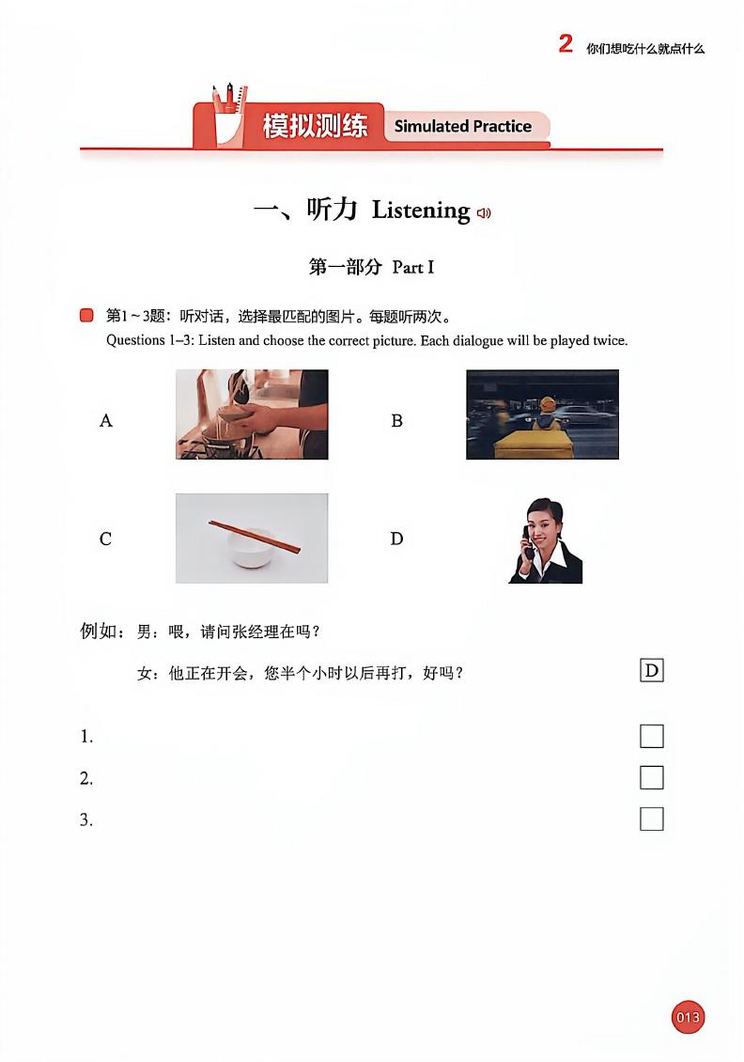 2 你们想吃什么就点什么
模拟测练 Simulated Practice
一、听力 Listening
第一部分 Part I
第1~3题：听对话，选择最匹配的图片。每题听两次。
Questions 1–3: Listen and choose the correct picture. Each dialogue will be played twice.
A
B
C
D
例如：男：喂，请问张经理在吗？
女：他正在开会，您半个小时以后再打，好吗？ D
1.
2.
3.
013